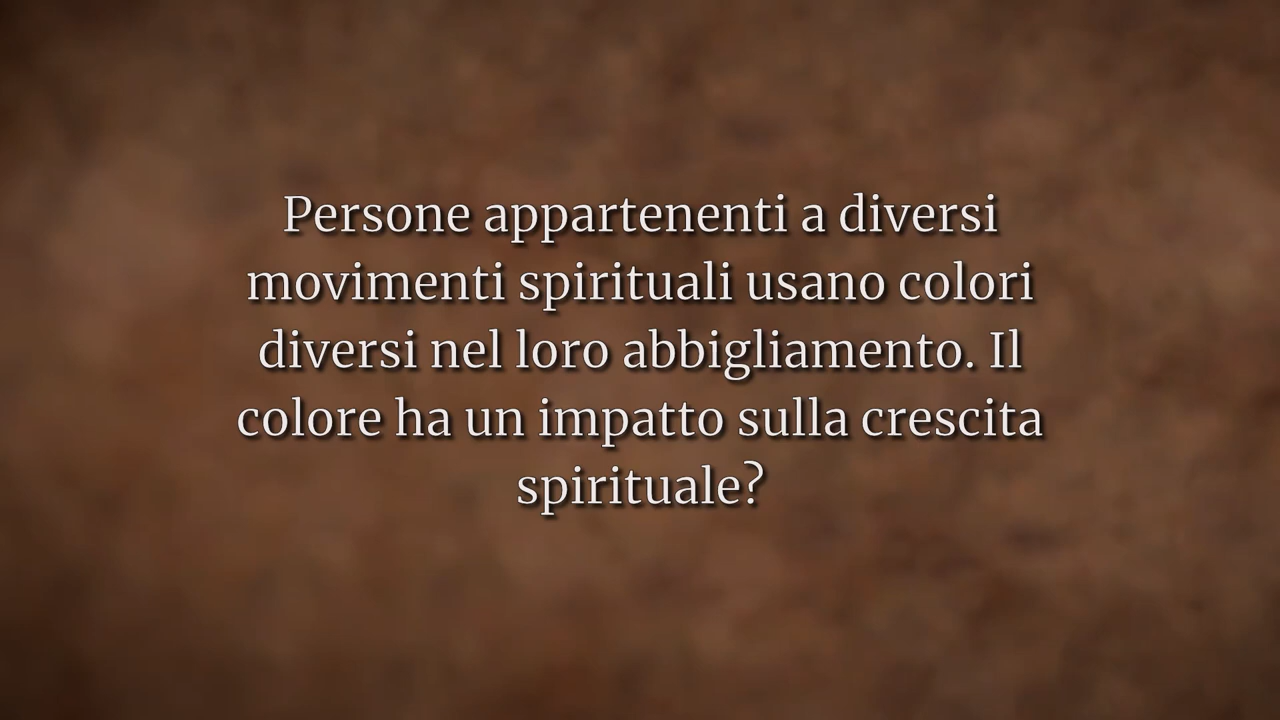 Persone appartenenti a diversi
movimenti spirituali usano colori
diversi nel loro abbigliamento. Il
colore ha un impatto sulla crescita
spirituale?